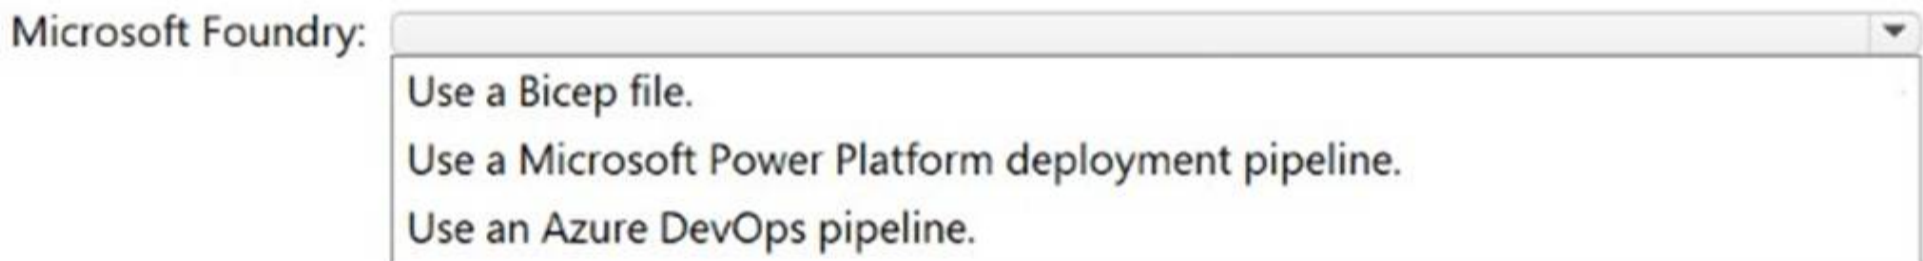 Microsoft Foundry:
Use a Bicep file.
Use a Microsoft Power Platform deployment pipeline.
Use an Azure DevOps pipeline.